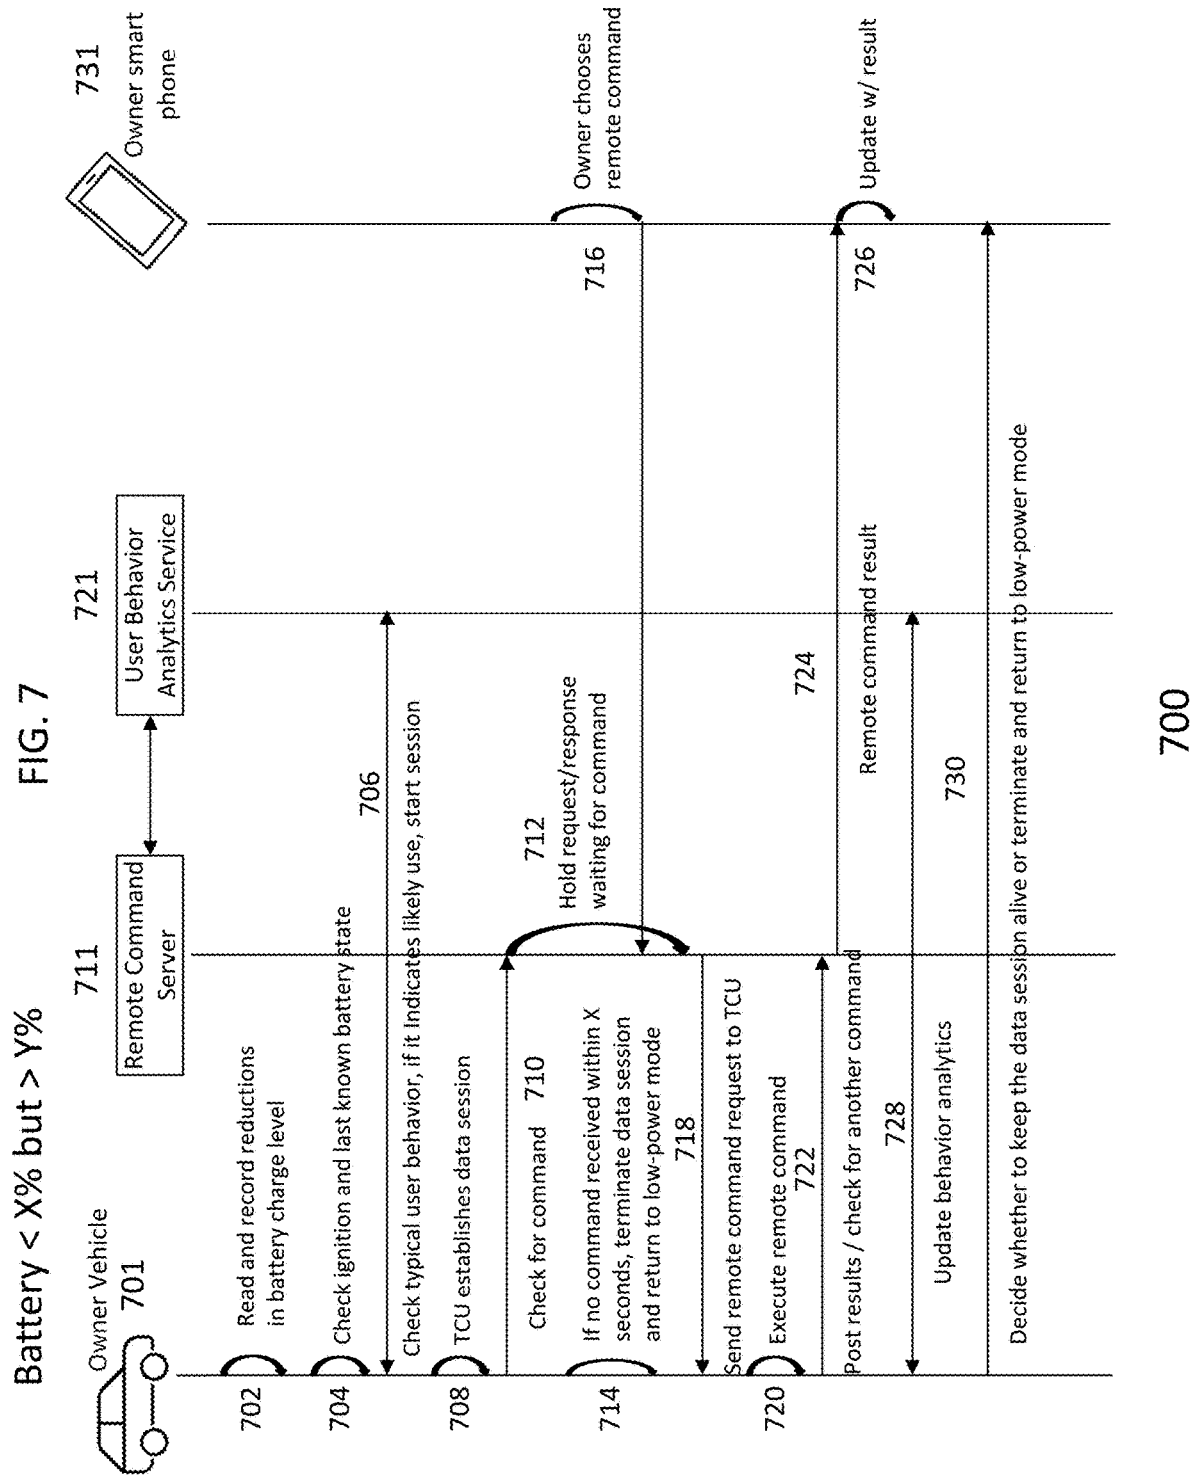 Battery < X% but > Y%
FIG. 7
Owner Vehicle
701
711
Remote Command
Server
721
User Behavior
Analytics Service
731
Owner smart
phone
702
Read and record reductions
in battery charge level
704
Check ignition and last known battery state
706
Check typical user behavior, if it Indicates likely use, start session
708
TCU establishes data session
Check for command
710
712
Hold request/response
waiting for command
714
If no command received within X
seconds, terminate data session
and return to low-power mode
716
Owner chooses
remote command
718
Send remote command request to TCU
720
Execute remote command
722
Post results / check for another command
724
Remote command result
726
Update w/ result
728
Update behavior analytics
730
Decide whether to keep the data session alive or terminate and return to low-power mode
700